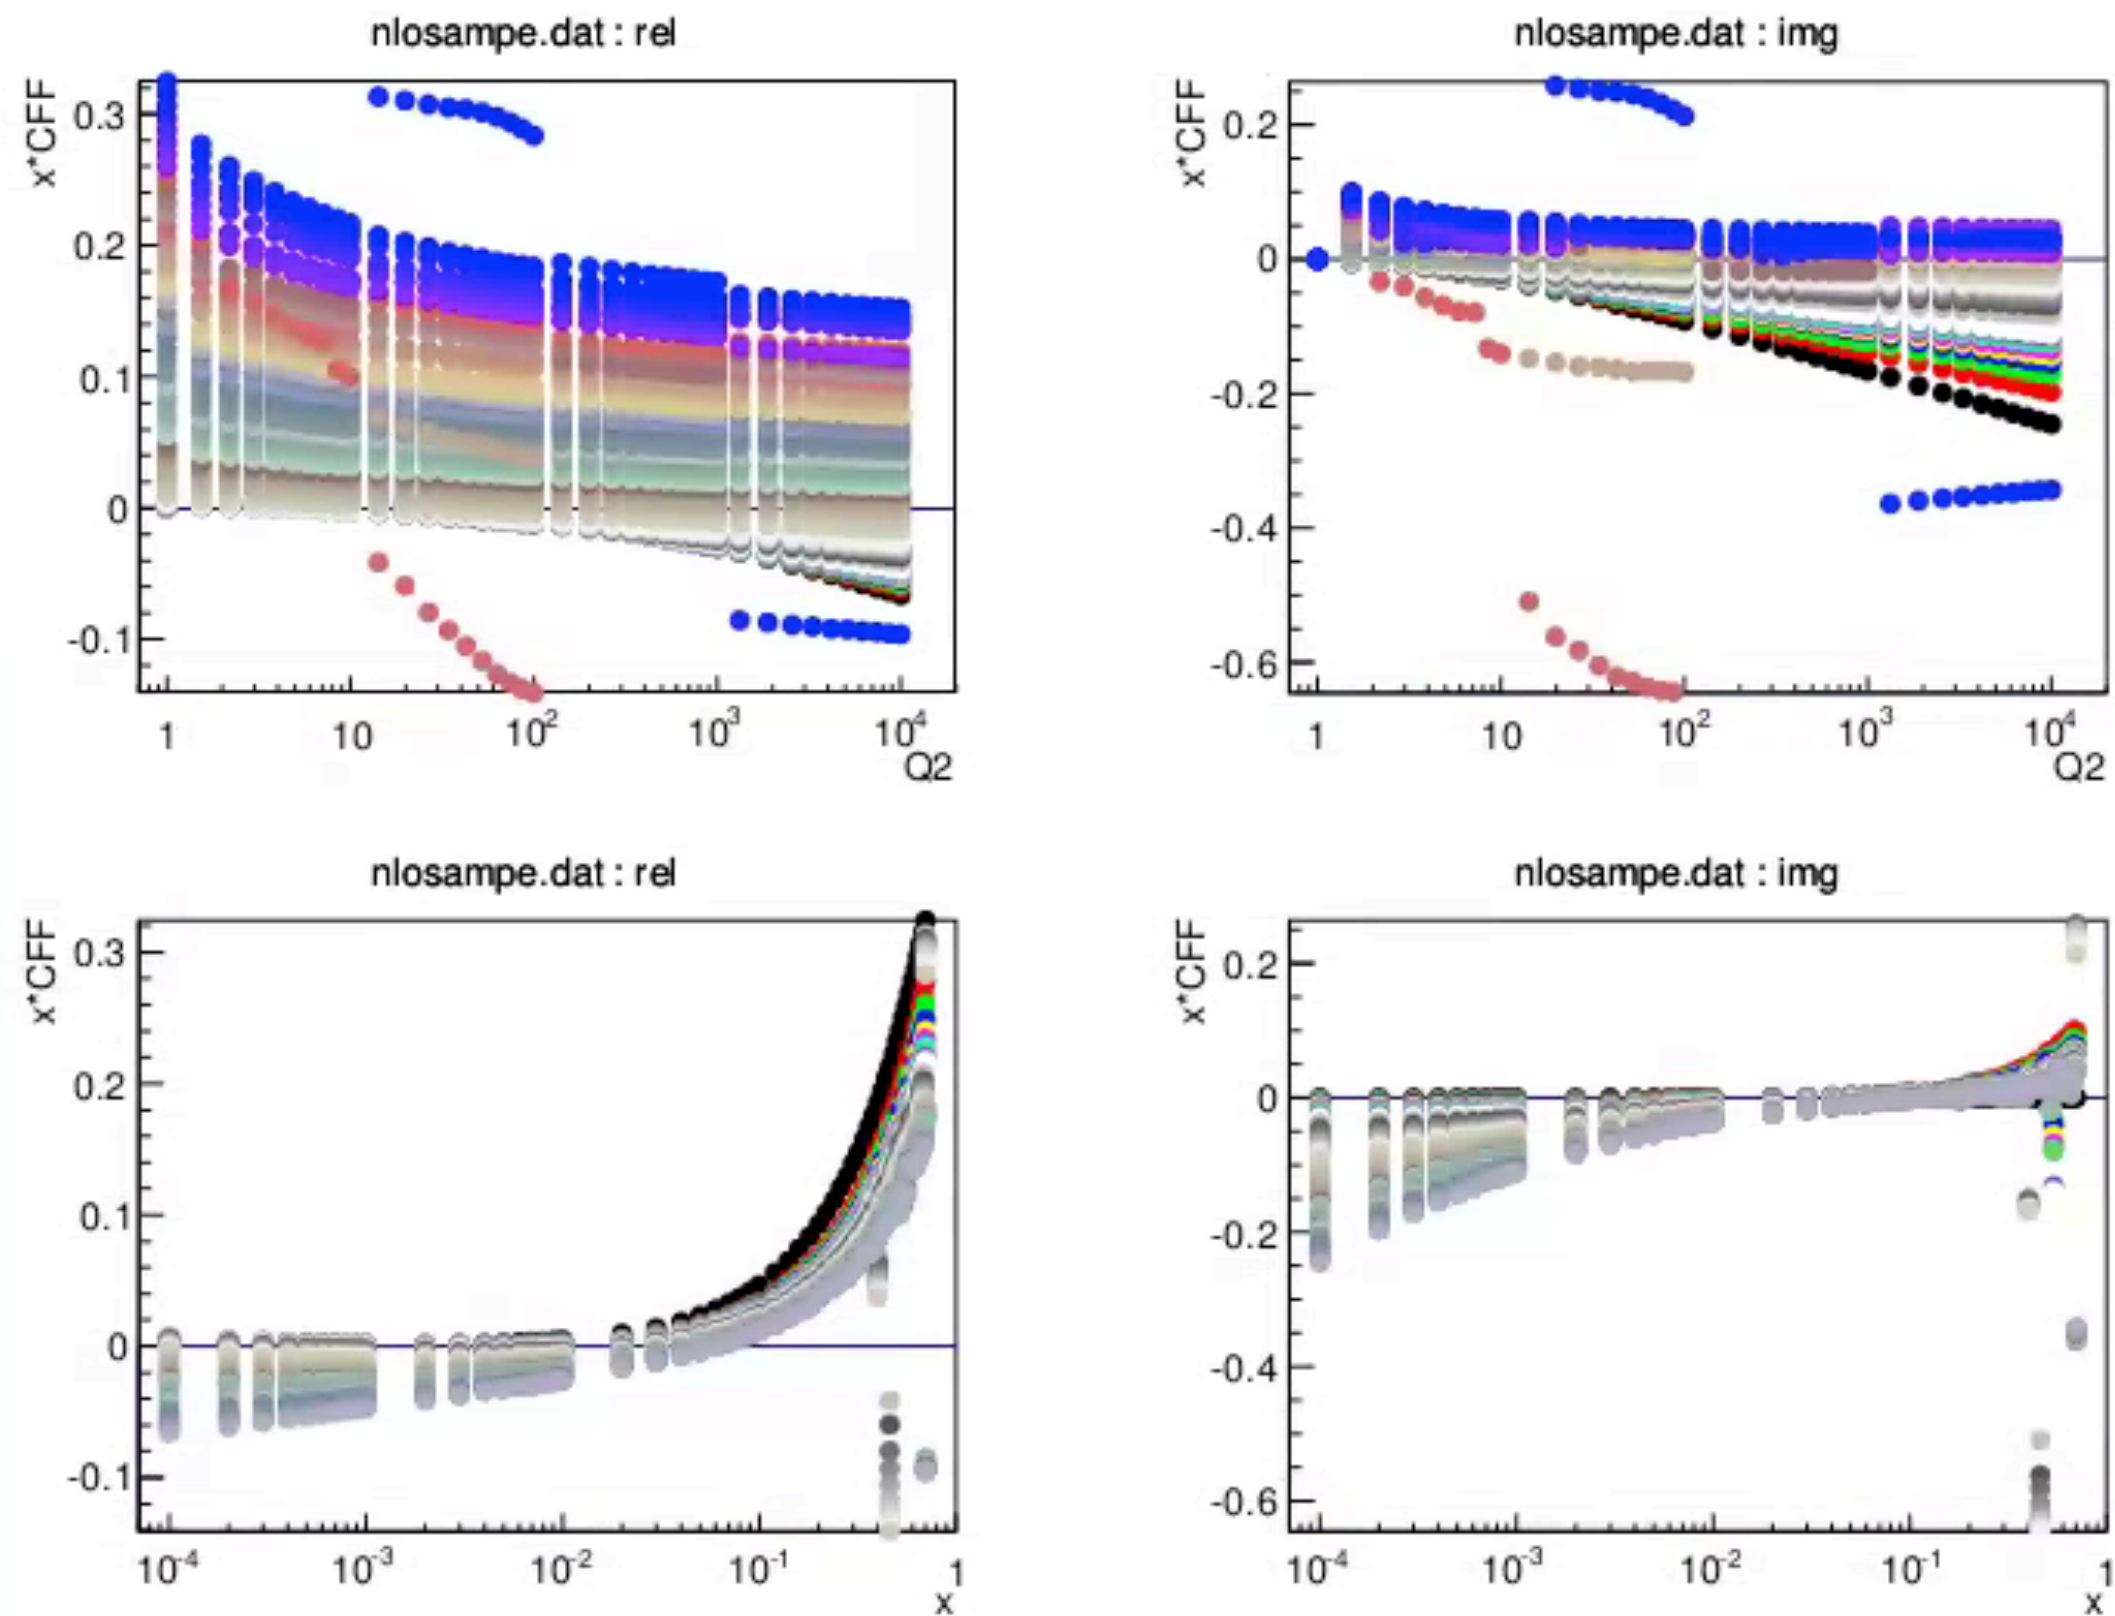 nlosampe.dat : rel
x*CFF
0.3
0.2
0.1
0
-0.1
1 10 10² 10³ 10⁴
Q2
nlosampe.dat : img
x*CFF
0.2
0
-0.2
-0.4
-0.6
1 10 10² 10³ 10⁴
Q2
nlosampe.dat : rel
x*CFF
0.3
0.2
0.1
0
-0.1
10⁻⁴ 10⁻³ 10⁻² 10⁻¹ 1
x
nlosampe.dat : img
x*CFF
0.2
0
-0.2
-0.4
-0.6
10⁻⁴ 10⁻³ 10⁻² 10⁻¹ 1
x